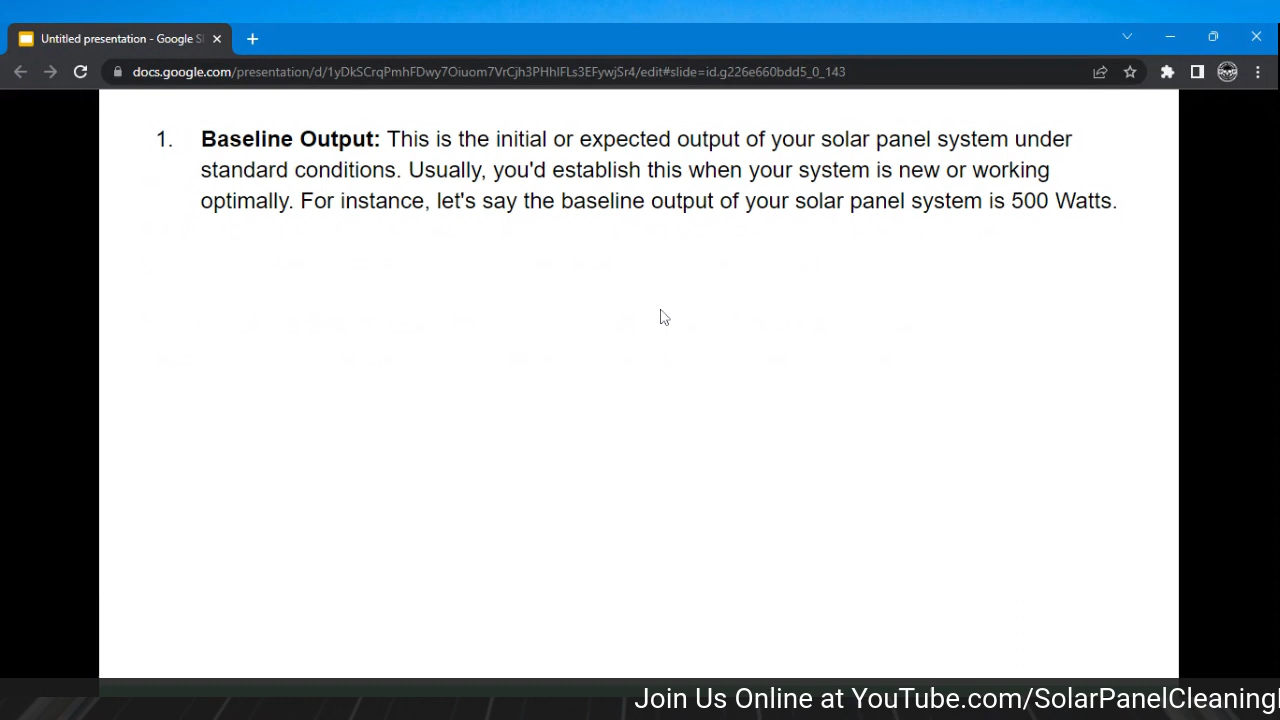 Untitled presentation - Google S
docs.google.com/presentation/d/1yDkSCrqPmhFDwy7Oiuom7VrCjh3PHhIFLs3EFywjSr4/edit#slide=id.g226e660bdd5_0_143
1. Baseline Output: This is the initial or expected output of your solar panel system under
standard conditions. Usually, you'd establish this when your system is new or working
optimally. For instance, let's say the baseline output of your solar panel system is 500 Watts.
Join Us Online at YouTube.com/SolarPanelCleaning